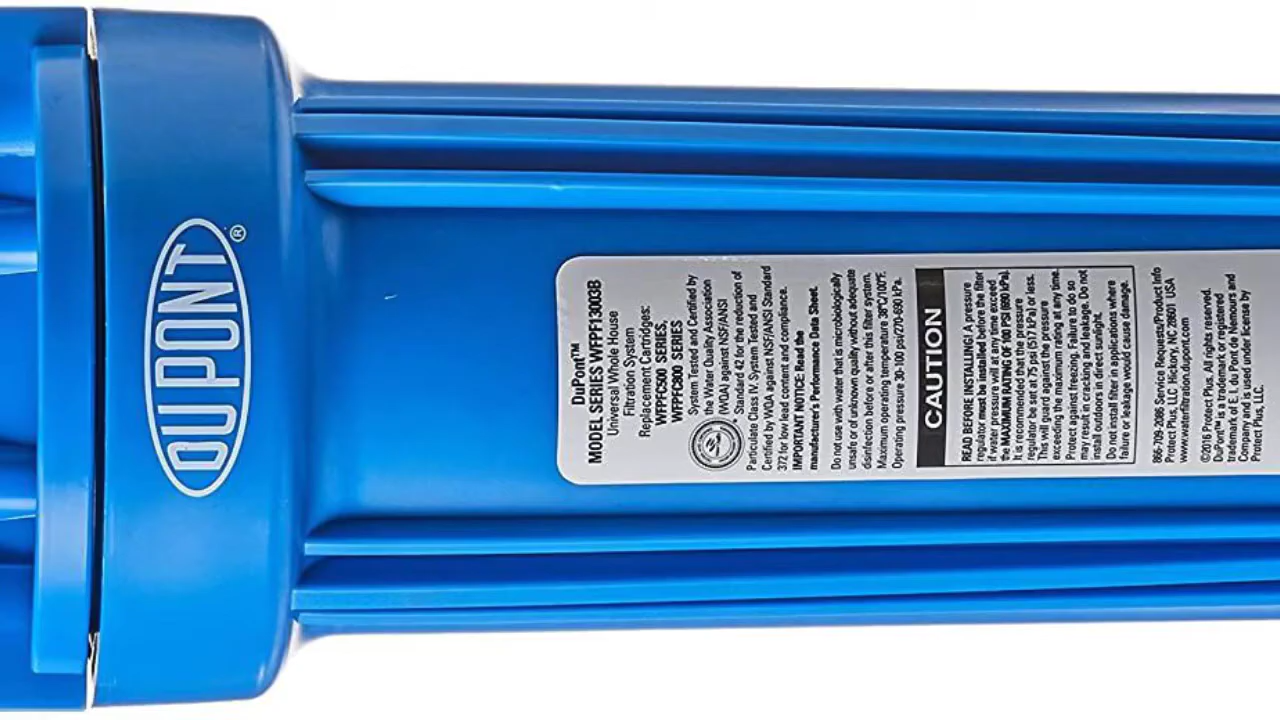 DUPONT®
DuPont™
MODEL SERIES WFPF13003B
Universal Whole House
Filtration System
Replacement Cartridges:
WFPFC500 SERIES,
WFPFC800 SERIES
System Tested and Certified by
the Water Quality Association
(WQA) against NSF/ANSI
Standard 42 for the reduction of
Particulate Class IV. System Tested and
Certified by WQA against NSF/ANSI Standard
372 for low lead content and compliance.
IMPORTANT NOTICE: Read the
manufacturer's Performance Data Sheet.
Do not use with water that is microbiologically
unsafe or of unknown quality without adequate
disinfection before or after this filter system.
Maximum operating temperature 38°C/100°F.
Operating pressure 30-100 psi/270-690 kPa.
CAUTION
READ BEFORE INSTALLING! A pressure
regulator must be installed before the filter
if water pressure will at any time exceed
the MAXIMUM RATING OF 100 PSI (690 kPa).
It is recommended that the pressure
regulator be set at 75 psi (517 kPa) or less.
This will guard against the pressure
exceeding the maximum rating at any time.
Protect against freezing. Failure to do so
may result in cracking and leakage. Do not
install outdoors in direct sunlight.
Do not install filter in applications where
failure or leakage would cause damage.
866-709-2086 Service Requests/Product Info
Protect Plus, LLC Hickory, NC 28601 USA
www.waterfiltration.dupont.com
©2016 Protect Plus. All rights reserved.
DuPont™ is a trademark or registered
trademark of E. I. du Pont de Nemours and
Company and is used under license by
Protect Plus, LLC.